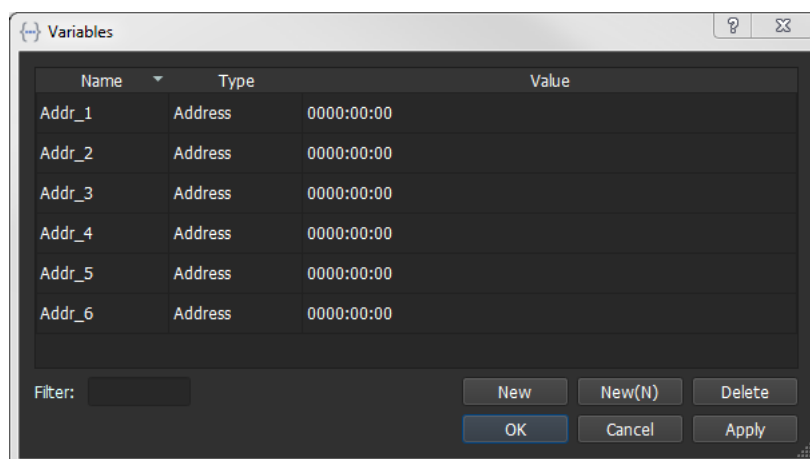 Variables
Name Type Value
Addr_1 Address 0000:00:00
Addr_2 Address 0000:00:00
Addr_3 Address 0000:00:00
Addr_4 Address 0000:00:00
Addr_5 Address 0000:00:00
Addr_6 Address 0000:00:00
Filter: New New(N) Delete
OK Cancel Apply